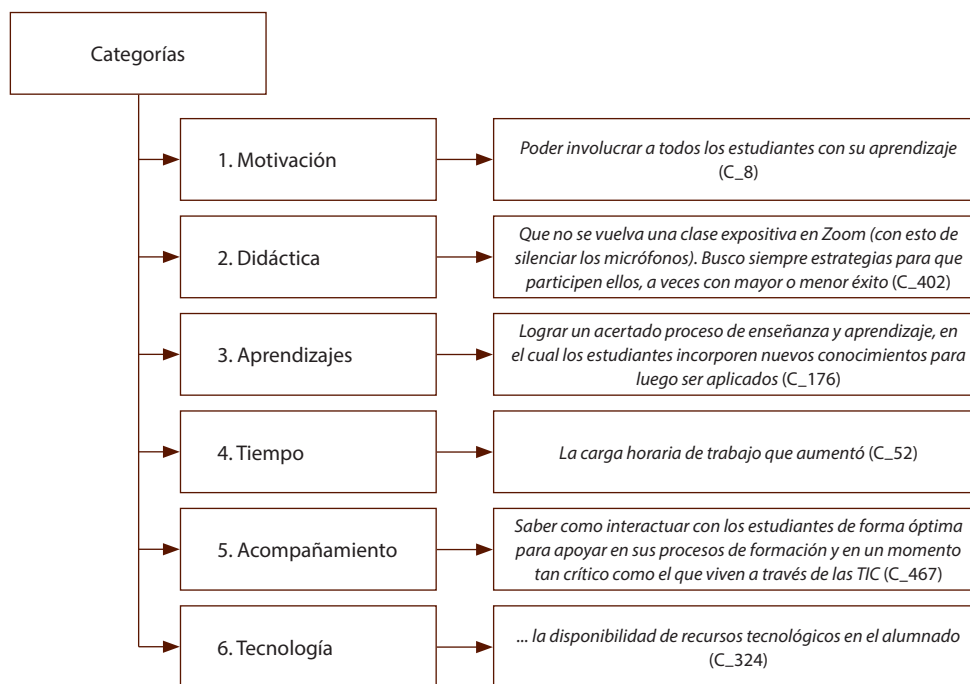 Categorías
1. Motivación
Poder involucrar a todos los estudiantes con su aprendizaje
(C_8)
2. Didáctica
Que no se vuelva una clase expositiva en Zoom (con esto de
silenciar los micrófonos). Busco siempre estrategias para que
participen ellos, a veces con mayor o menor éxito (C_402)
3. Aprendizajes
Lograr un acertado proceso de enseñanza y aprendizaje, en
el cual los estudiantes incorporen nuevos conocimientos para
luego ser aplicados (C_176)
4. Tiempo
La carga horaria de trabajo que aumentó (C_52)
5. Acompañamiento
Saber como interactuar con los estudiantes de forma óptima
para apoyar en sus procesos de formación y en un momento
tan crítico como el que viven a través de las TIC (C_467)
6. Tecnología
... la disponibilidad de recursos tecnológicos en el alumnado
(C_324)